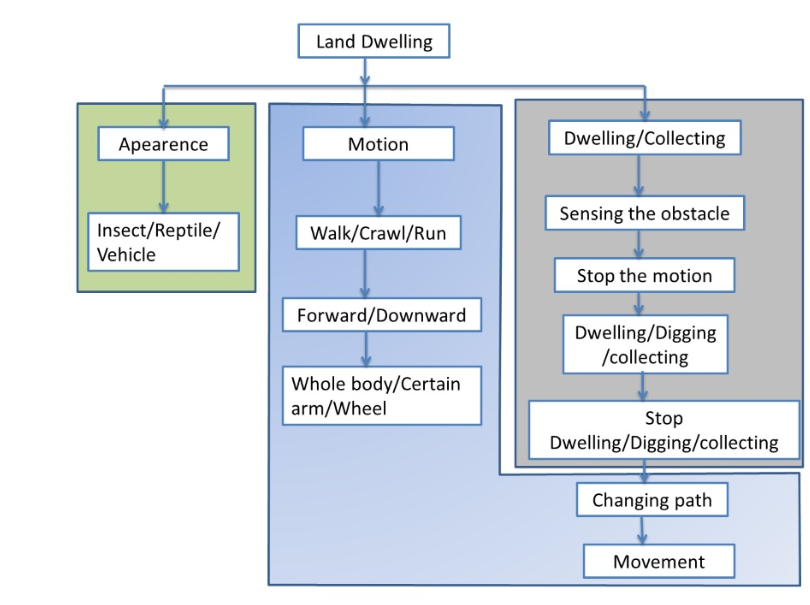 Land Dwelling
Apearence
Insect/Reptile/
Vehicle
Motion
Walk/Crawl/Run
Forward/Downward
Whole body/Certain
arm/Wheel
Dwelling/Collecting
Sensing the obstacle
Stop the motion
Dwelling/Digging
/collecting
Stop
Dwelling/Digging/collecting
Changing path
Movement